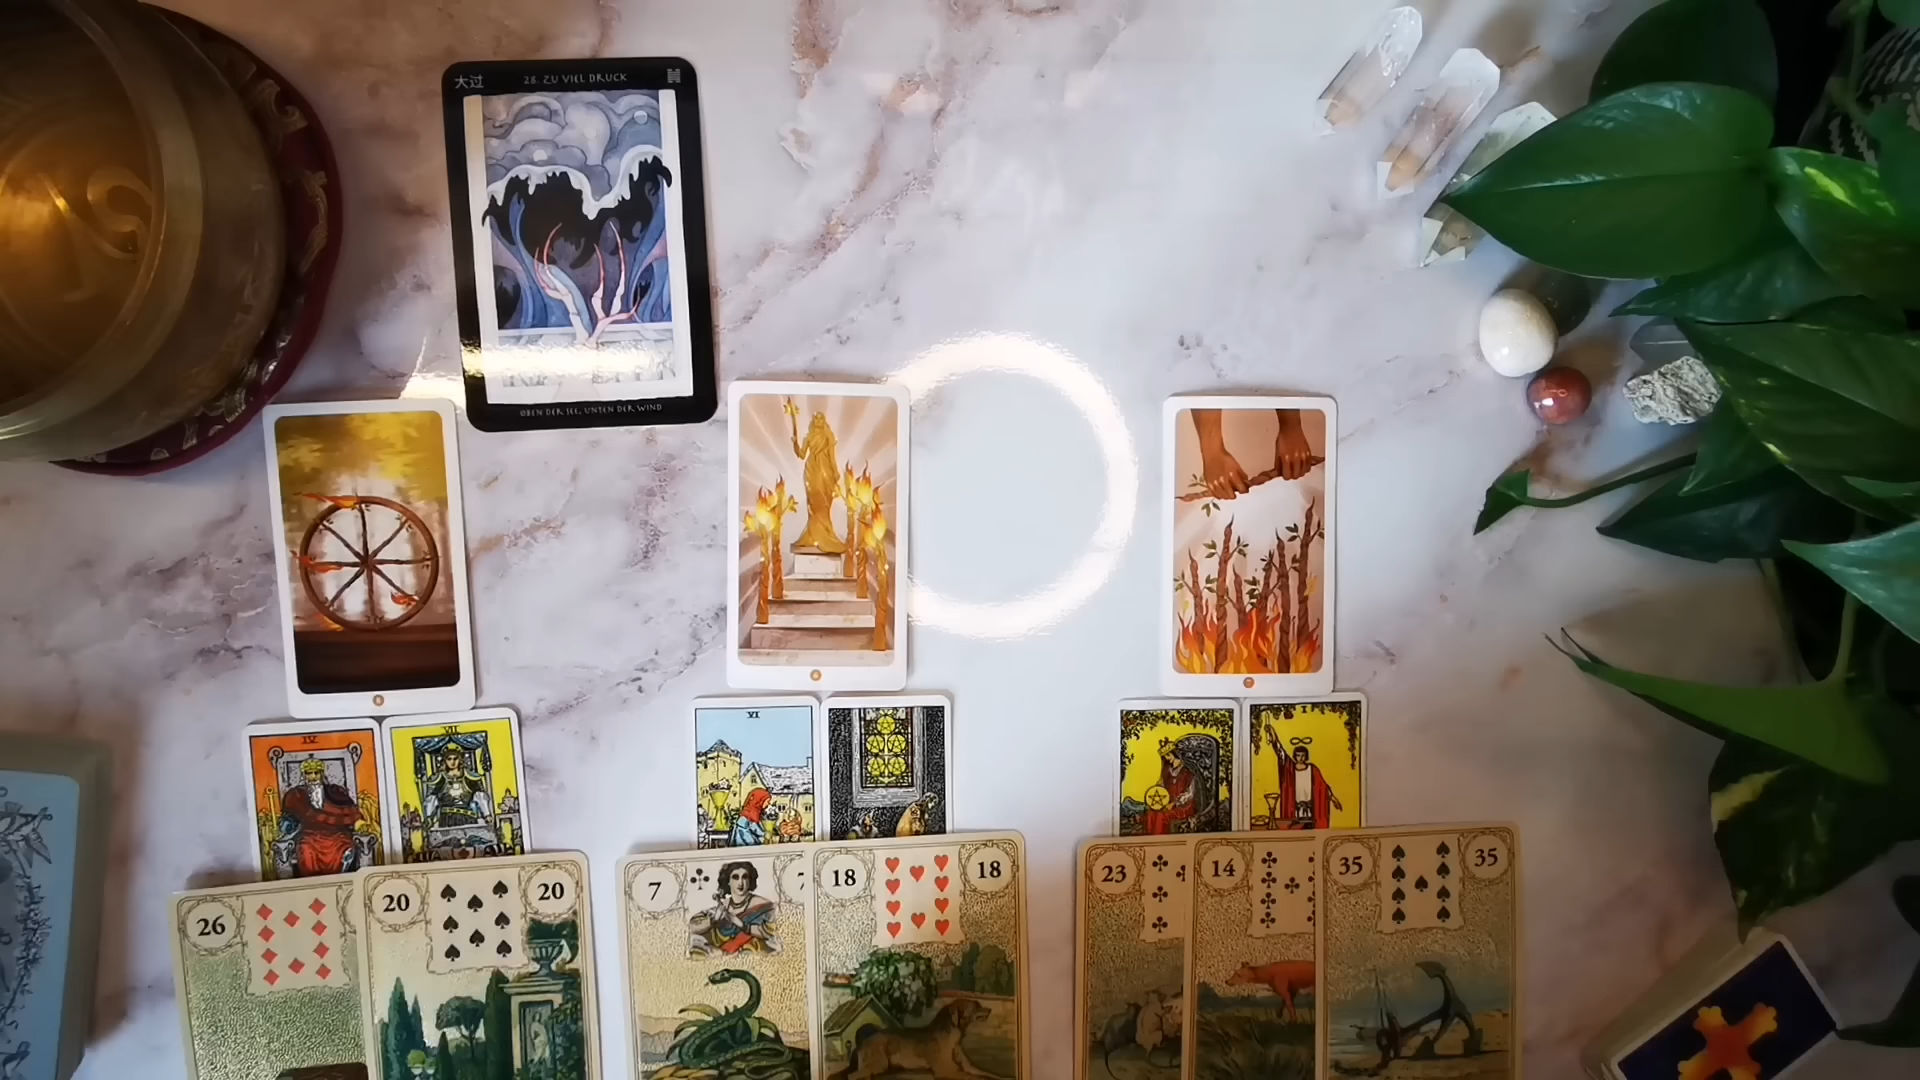 大过
28. ZU VIEL DRUCK
OBEN DER SEE, UNTEN DER WIND
IV
VII
VI
I
26
20
20
7
7
18
18
23
14
35
35